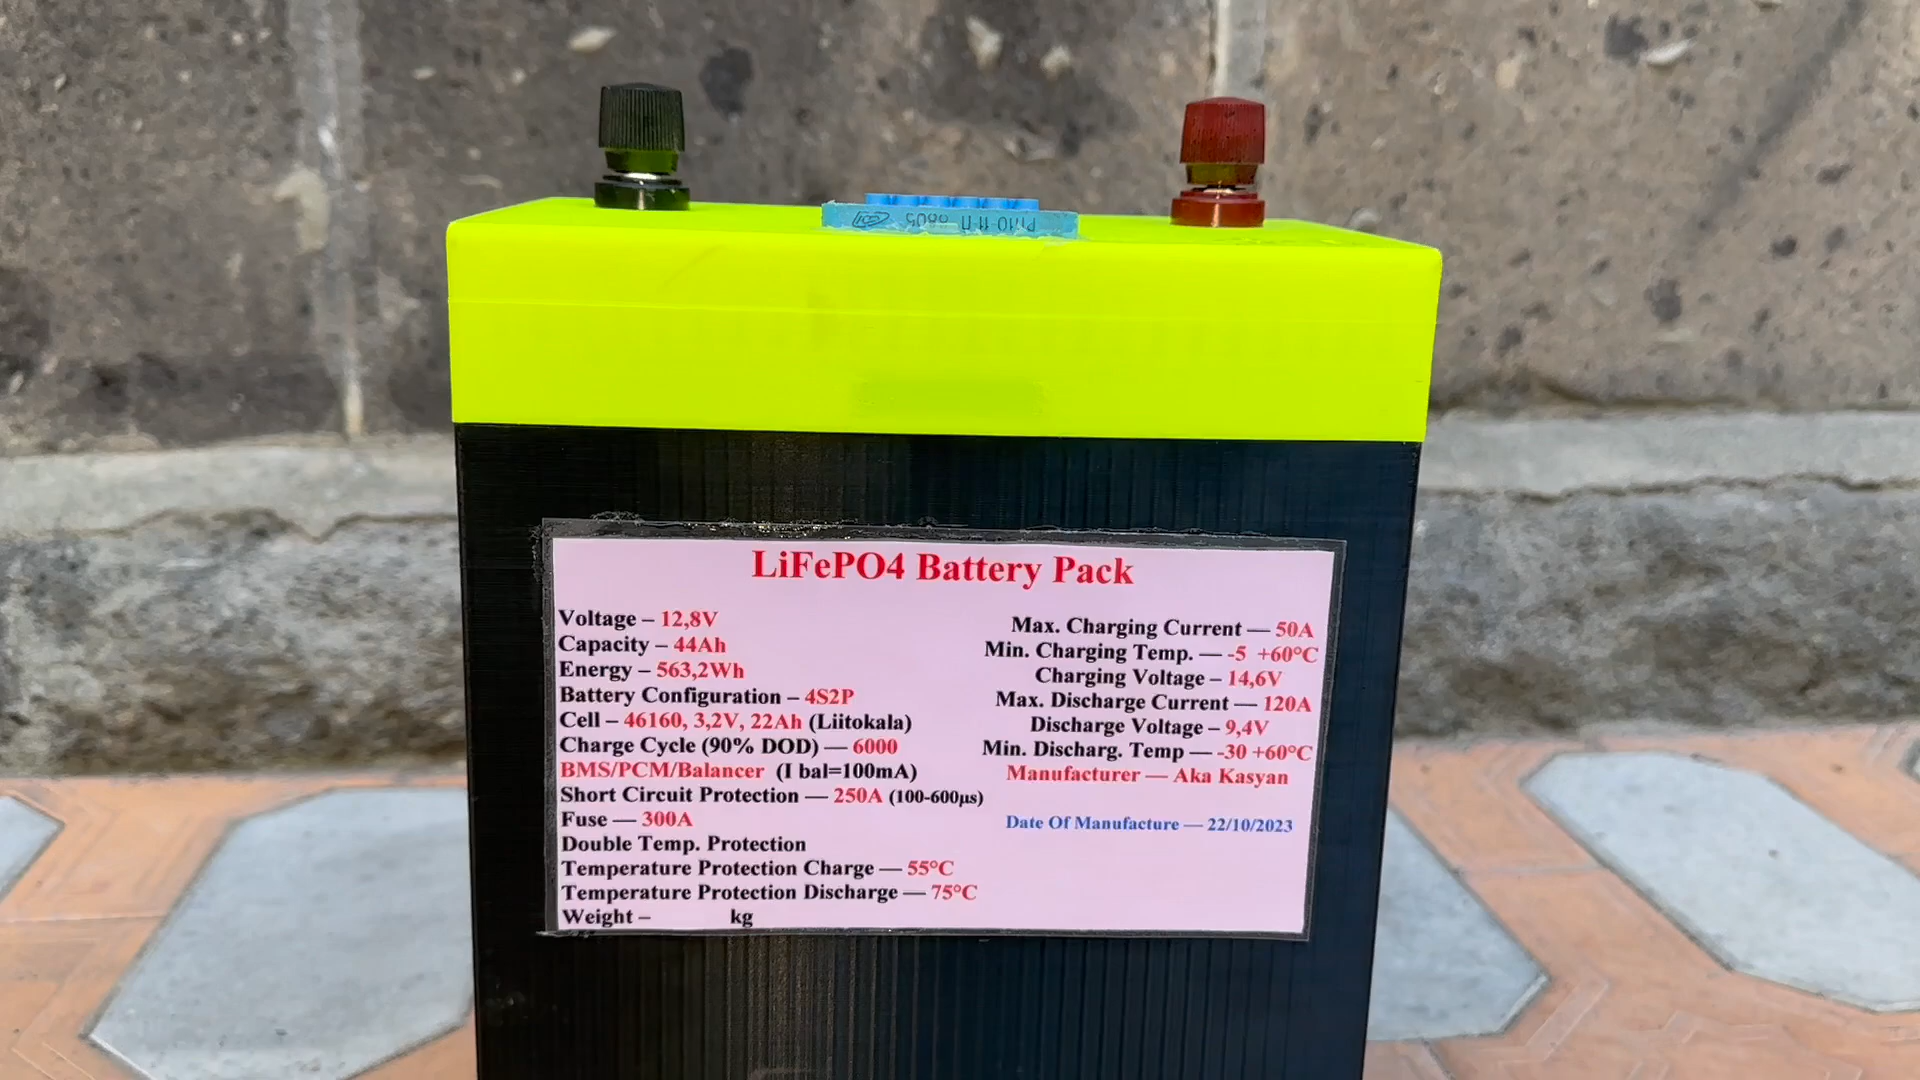 РП10-11 Л 8805
LiFePO4 Battery Pack
Voltage – 12,8V
Capacity – 44Ah
Energy – 563,2Wh
Battery Configuration – 4S2P
Cell – 46160, 3,2V, 22Ah (Liitokala)
Charge Cycle (90% DOD) — 6000
BMS/PCM/Balancer (I bal=100mA)
Short Circuit Protection — 250A (100-600µs)
Fuse — 300A
Double Temp. Protection
Temperature Protection Charge — 55°C
Temperature Protection Discharge — 75°C
Weight – kg
Max. Charging Current — 50A
Min. Charging Temp. — -5 +60°C
Charging Voltage – 14,6V
Max. Discharge Current — 120A
Discharge Voltage – 9,4V
Min. Discharg. Temp — -30 +60°C
Manufacturer — Aka Kasyan
Date Of Manufacture — 22/10/2023